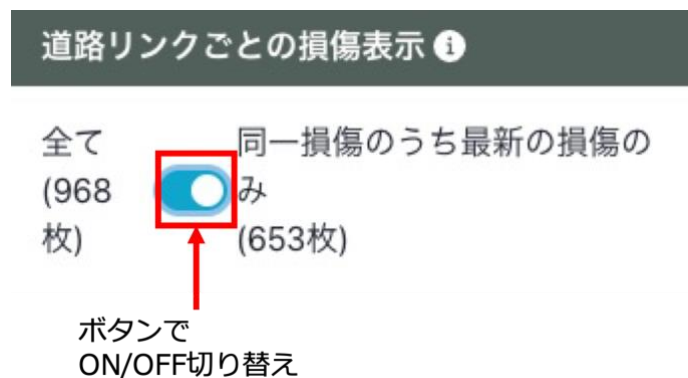 道路リンクごとの損傷表示 i
全て
(968
枚)
同一損傷のうち最新の損傷の
み
(653枚)
ボタンで
ON/OFF切り替え